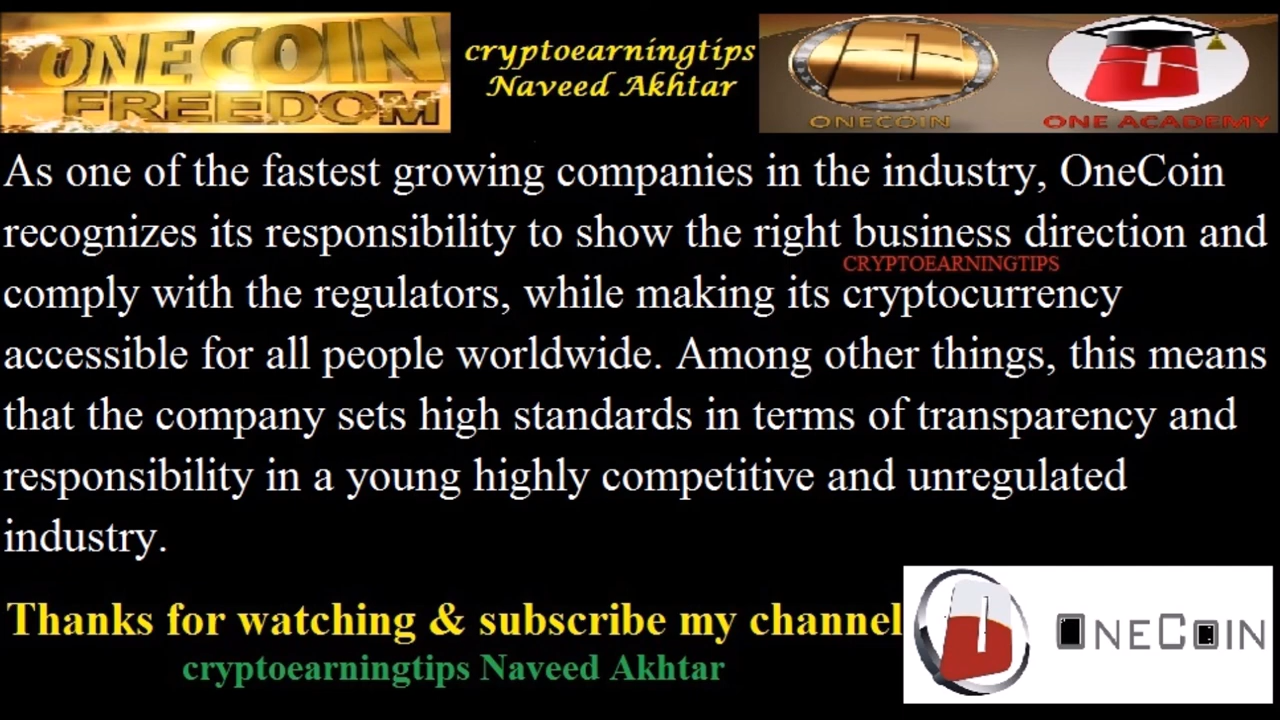 ONE COIN
FREEDOM
cryptoearningtips
Naveed Akhtar
ONECOIN
ONE ACADEMY
As one of the fastest growing companies in the industry, OneCoin
recognizes its responsibility to show the right business direction and
CRYPTOEARNINGTIPS
comply with the regulators, while making its cryptocurrency
accessible for all people worldwide. Among other things, this means
that the company sets high standards in terms of transparency and
responsibility in a young highly competitive and unregulated
industry.
Thanks for watching & subscribe my channel
cryptoearningtips Naveed Akhtar
ONECOIN